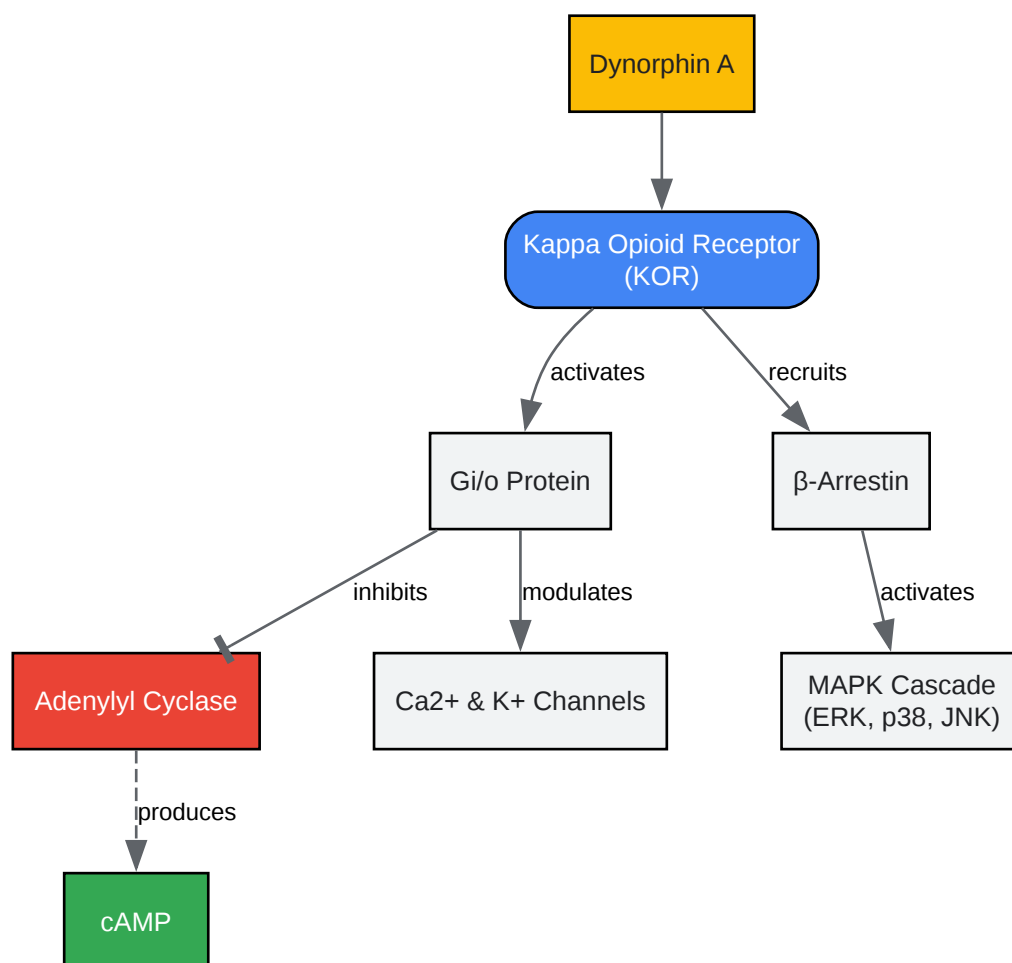 Dynorphin A
Kappa Opioid Receptor
(KOR)
activates
recruits
Gi/o Protein
β-Arrestin
inhibits
modulates
activates
Adenylyl Cyclase
Ca2+ & K+ Channels
MAPK Cascade
(ERK, p38, JNK)
produces
cAMP